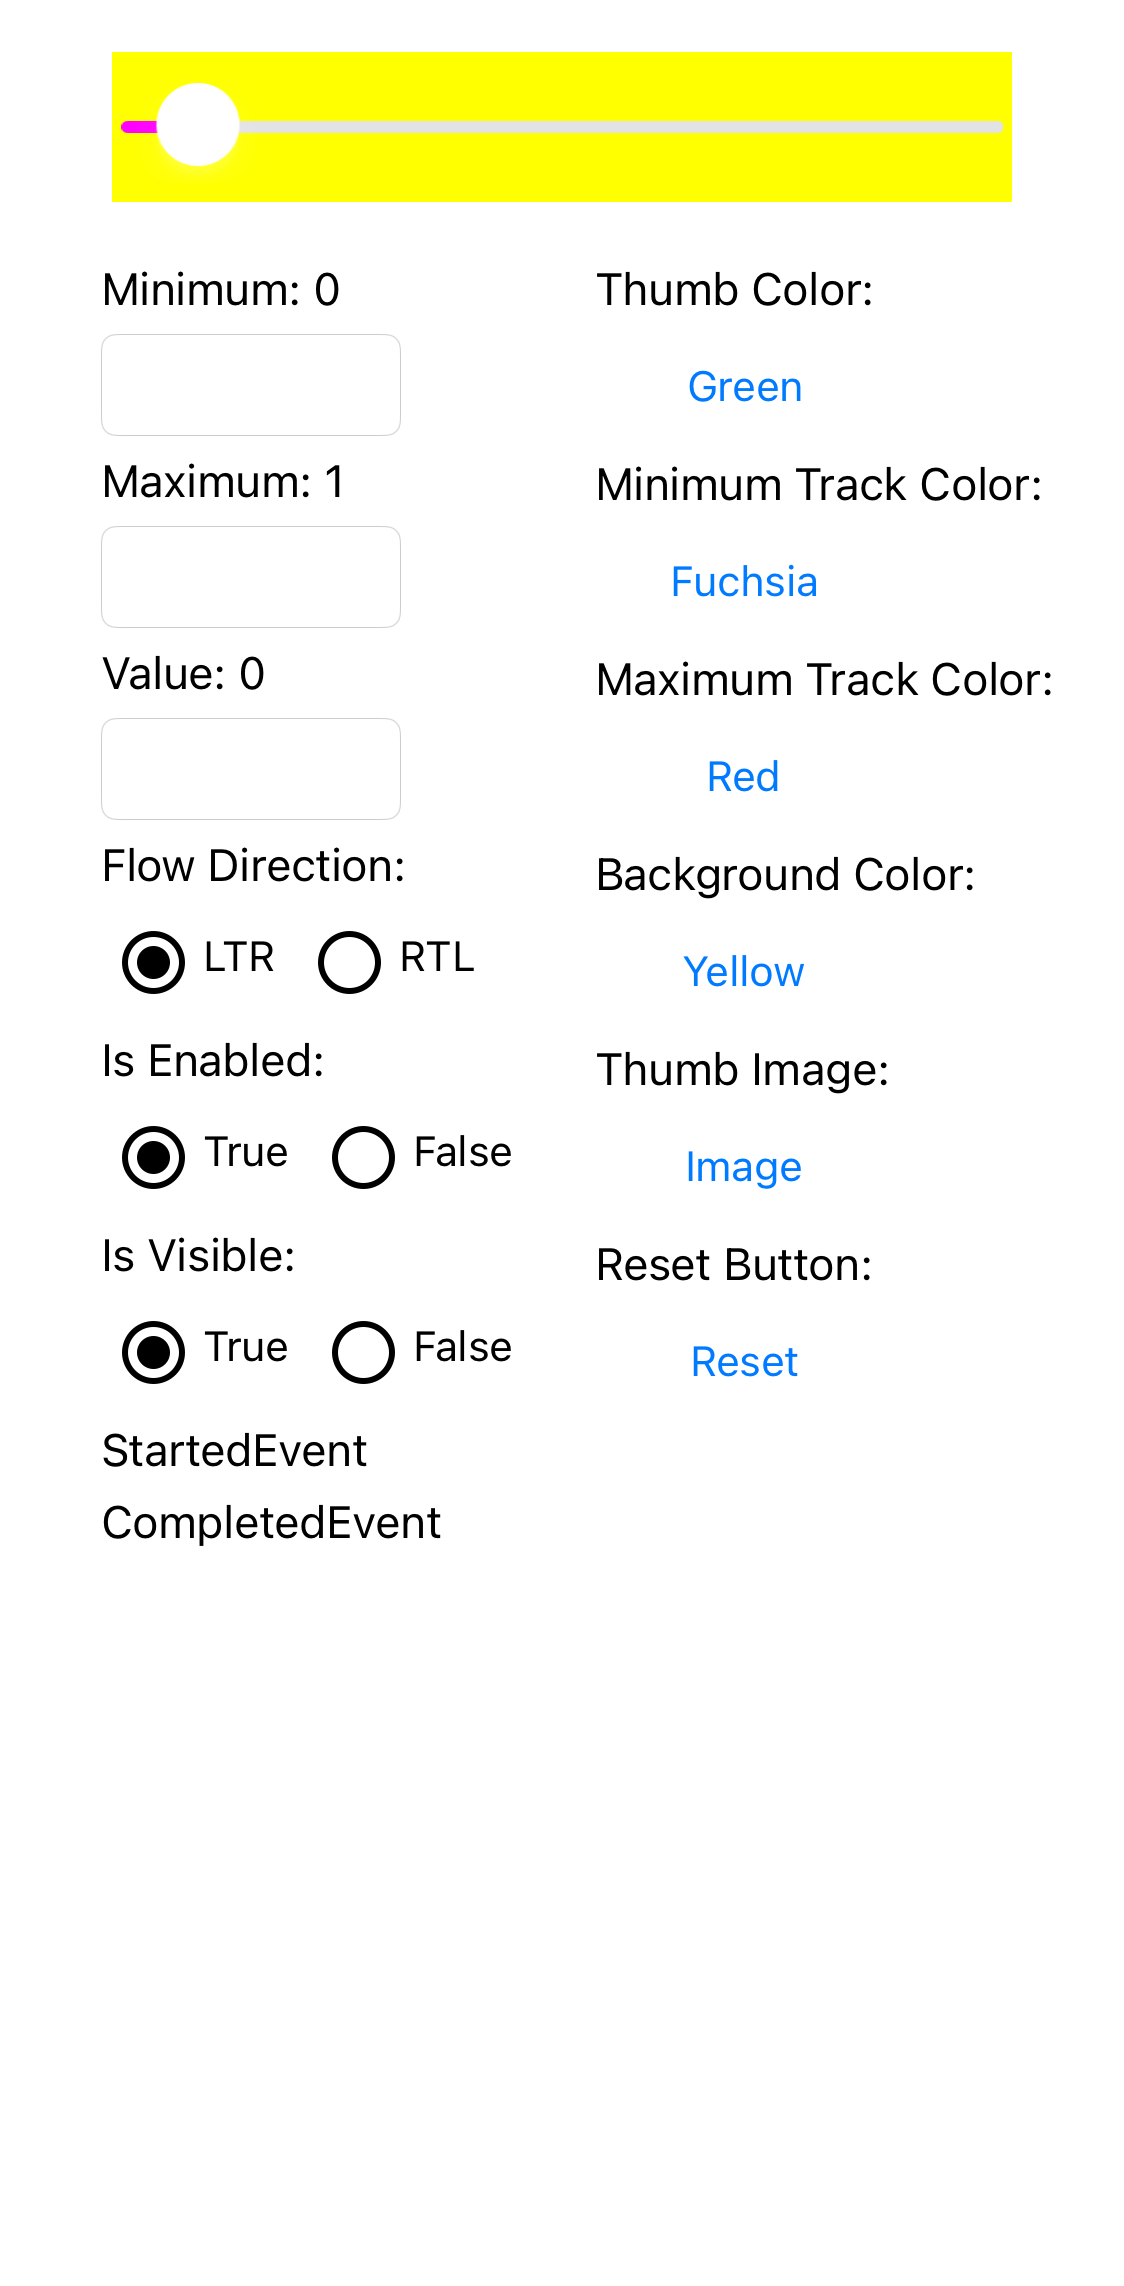 Minimum: 0
Maximum: 1
Value: 0
Flow Direction:
LTR RTL
Is Enabled:
True False
Is Visible:
True False
StartedEvent
CompletedEvent
Thumb Color:
Green
Minimum Track Color:
Fuchsia
Maximum Track Color:
Red
Background Color:
Yellow
Thumb Image:
Image
Reset Button:
Reset